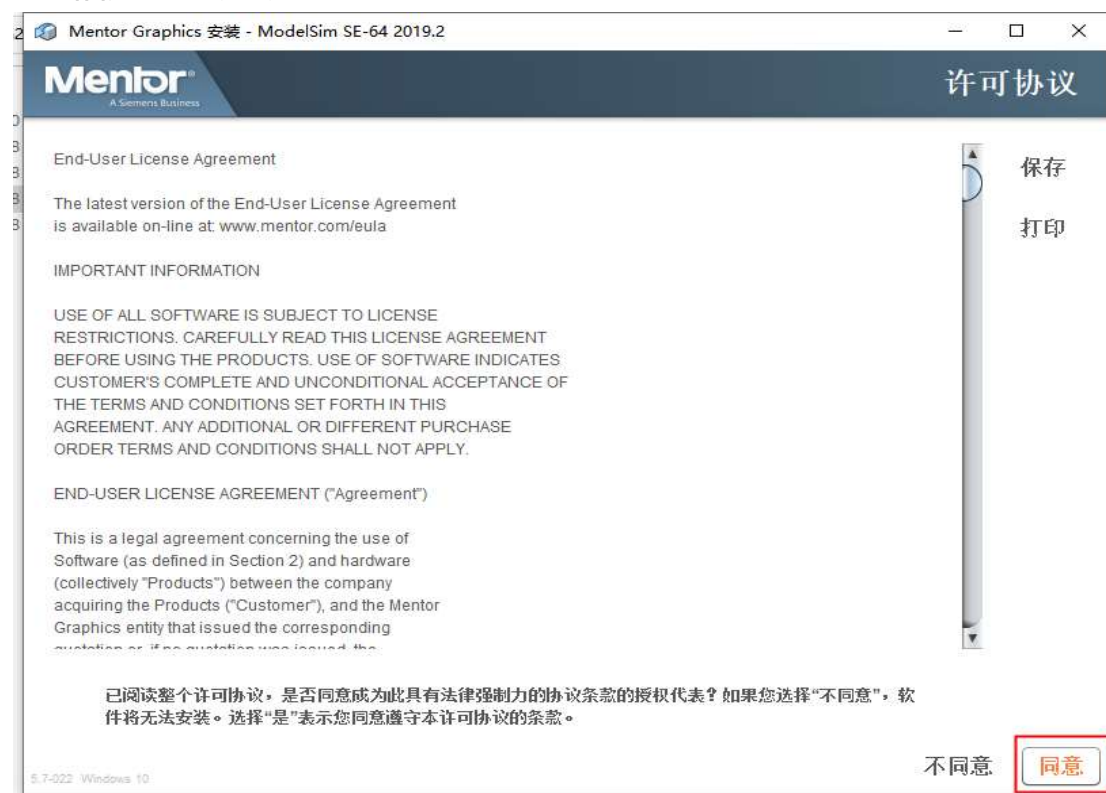 Mentor Graphics 安装 - ModelSim SE-64 2019.2
Mentor
A Siemens Business
许可协议
End-User License Agreement
保存
The latest version of the End-User License Agreement
is available on-line at: www.mentor.com/eula
打印
IMPORTANT INFORMATION
USE OF ALL SOFTWARE IS SUBJECT TO LICENSE
RESTRICTIONS. CAREFULLY READ THIS LICENSE AGREEMENT
BEFORE USING THE PRODUCTS. USE OF SOFTWARE INDICATES
CUSTOMER'S COMPLETE AND UNCONDITIONAL ACCEPTANCE OF
THE TERMS AND CONDITIONS SET FORTH IN THIS
AGREEMENT. ANY ADDITIONAL OR DIFFERENT PURCHASE
ORDER TERMS AND CONDITIONS SHALL NOT APPLY.
END-USER LICENSE AGREEMENT ("Agreement")
This is a legal agreement concerning the use of
Software (as defined in Section 2) and hardware
(collectively "Products") between the company
acquiring the Products ("Customer"), and the Mentor
Graphics entity that issued the corresponding
quotation or, if no quotation was issued, the
已阅读整个许可协议，是否同意成为此具有法律强制力的协议条款的授权代表？如果您选择“不同意”，软
件将无法安装。选择“是”表示您同意遵守本许可协议的条款。
不同意
同意
5.7-022 Windows 10